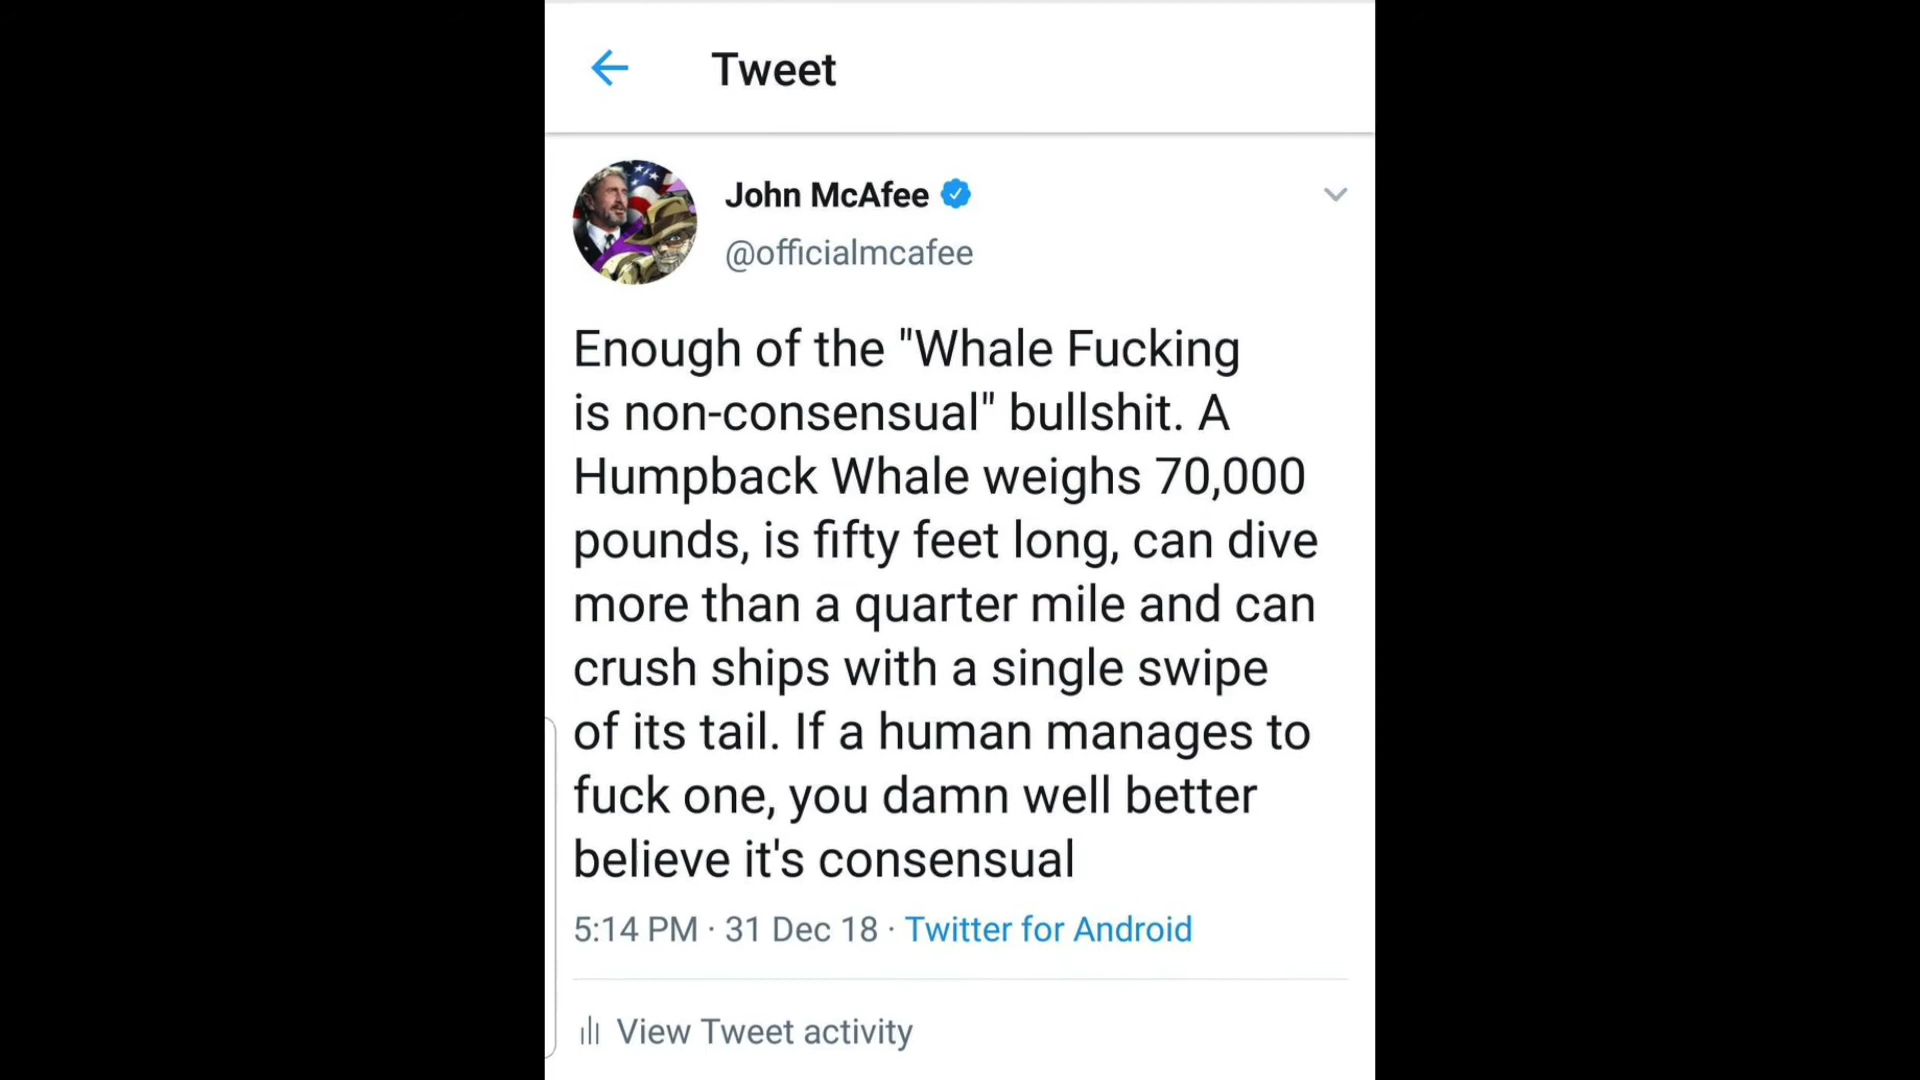 Tweet
John McAfee
@officialmcafee
Enough of the "Whale Fucking
is non-consensual" bullshit. A
Humpback Whale weighs 70,000
pounds, is fifty feet long, can dive
more than a quarter mile and can
crush ships with a single swipe
of its tail. If a human manages to
fuck one, you damn well better
believe it's consensual
5:14 PM · 31 Dec 18 · Twitter for Android
View Tweet activity